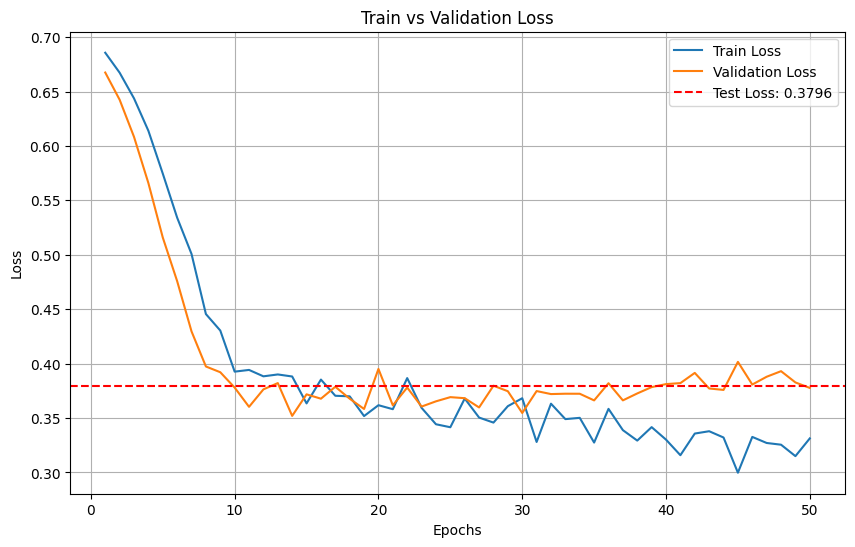 Train vs Validation Loss
Train Loss
Validation Loss
Test Loss: 0.3796
Loss
0.70
0.65
0.60
0.55
0.50
0.45
0.40
0.35
0.30
0 10 20 30 40 50
Epochs